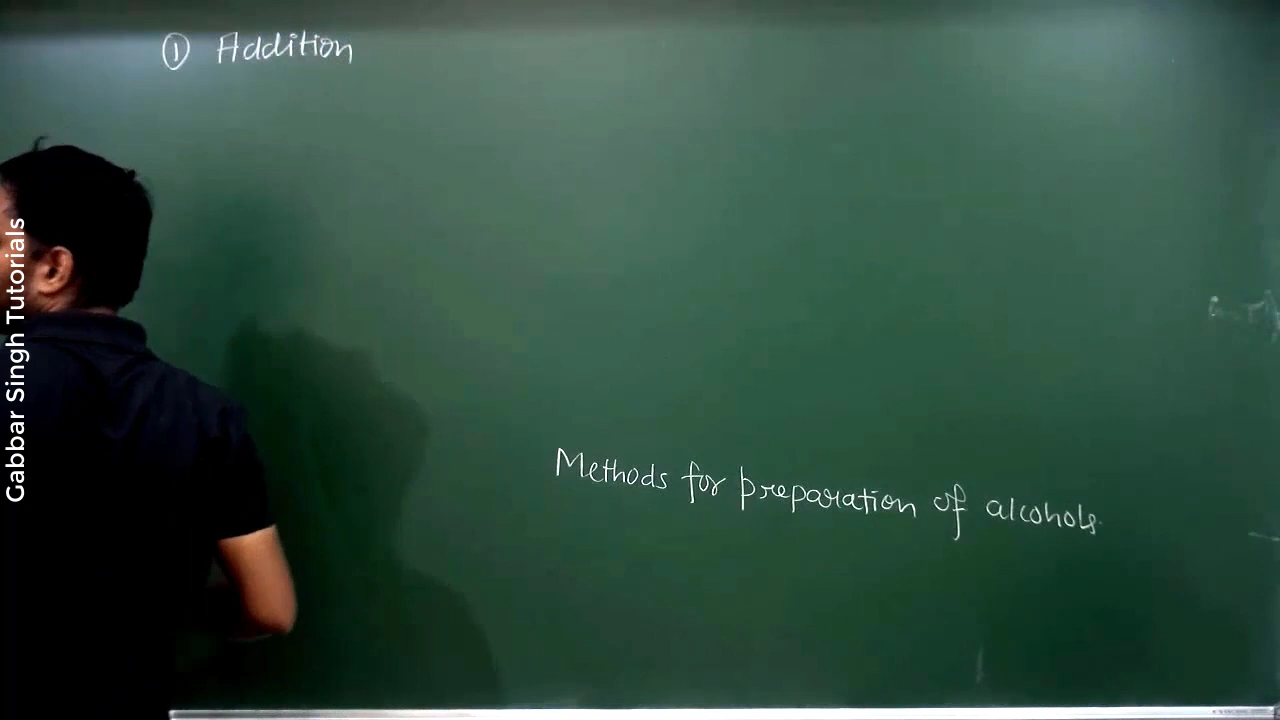 ① Addition
Gabbar Singh Tutorials
Methods for preparation of alcohols